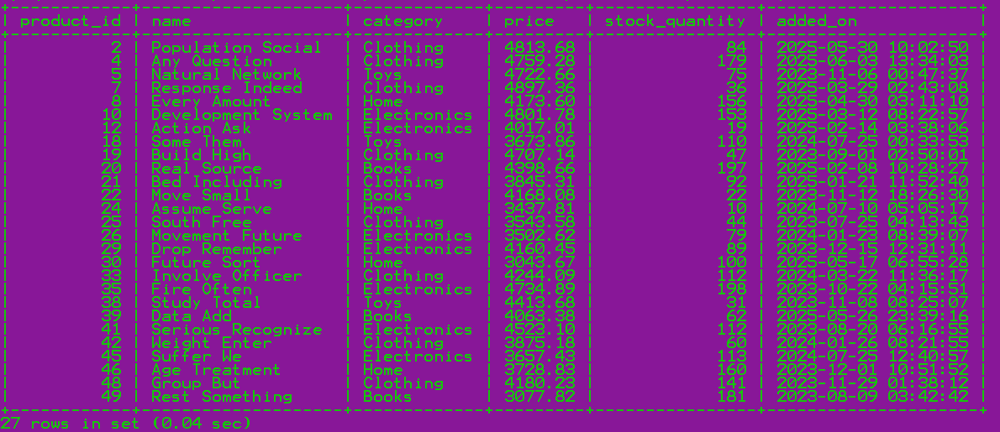 +------------+--------------------+-------------+---------+----------------+---------------------+
| product_id | name               | category    | price   | stock_quantity | added_on            |
+------------+--------------------+-------------+---------+----------------+---------------------+
|          2 | Population Social  | Clothing    | 4813.68 |             84 | 2025-05-30 10:02:50 |
|          4 | Any Question       | Clothing    | 4759.28 |            179 | 2025-06-03 13:34:03 |
|          5 | Natural Network    | Toys        | 4722.66 |             75 | 2023-11-06 00:47:37 |
|          7 | Response Indeed    | Clothing    | 4897.36 |             36 | 2025-03-29 02:43:08 |
|          8 | Every Amount       | Home        | 4173.60 |            156 | 2025-04-30 03:11:10 |
|         10 | Development System | Electronics | 4801.78 |            153 | 2025-03-12 08:22:57 |
|         12 | Action Ask         | Electronics | 4017.01 |             19 | 2025-02-14 03:38:06 |
|         18 | Some Them          | Toys        | 3673.86 |            110 | 2024-07-25 00:33:53 |
|         19 | Build High         | Clothing    | 4707.14 |             47 | 2023-09-01 02:50:01 |
|         20 | Real Source        | Books       | 4398.66 |            197 | 2025-02-08 10:28:27 |
|         21 | Bed Including      | Clothing    | 3845.31 |             92 | 2025-01-21 11:52:40 |
|         22 | Move Small         | Books       | 4168.08 |             22 | 2023-11-12 18:26:30 |
|         24 | Assume Serve       | Home        | 3437.81 |             10 | 2024-07-10 05:05:17 |
|         25 | South Free         | Clothing    | 3543.58 |             44 | 2023-07-25 04:13:43 |
|         26 | Movement Future    | Electronics | 3502.62 |             79 | 2024-01-23 08:39:07 |
|         29 | Drop Remember      | Electronics | 4160.45 |             89 | 2023-12-15 12:31:11 |
|         30 | Future Sort        | Home        | 3043.67 |            100 | 2025-05-17 06:55:28 |
|         33 | Involve Officer    | Clothing    | 4244.09 |            112 | 2024-03-22 11:36:17 |
|         35 | Fire Often         | Electronics | 4734.89 |            198 | 2023-10-22 04:15:51 |
|         38 | Study Total        | Toys        | 4413.68 |             31 | 2023-11-08 08:25:07 |
|         39 | Data Add           | Books       | 4063.38 |             62 | 2025-05-26 23:39:16 |
|         41 | Serious Recognize  | Electronics | 4523.10 |            112 | 2023-08-20 06:16:55 |
|         42 | Weight Enter       | Clothing    | 3875.18 |             60 | 2024-01-26 08:21:55 |
|         45 | Suffer We          | Electronics | 3657.43 |            113 | 2024-07-25 12:40:57 |
|         46 | Age Treatment      | Home        | 3728.83 |            160 | 2023-12-01 10:51:52 |
|         48 | Group But          | Clothing    | 4180.23 |            141 | 2023-11-29 01:38:12 |
|         49 | Rest Something     | Books       | 3077.82 |            181 | 2023-08-09 03:42:42 |
+------------+--------------------+-------------+---------+----------------+---------------------+
27 rows in set (0.04 sec)